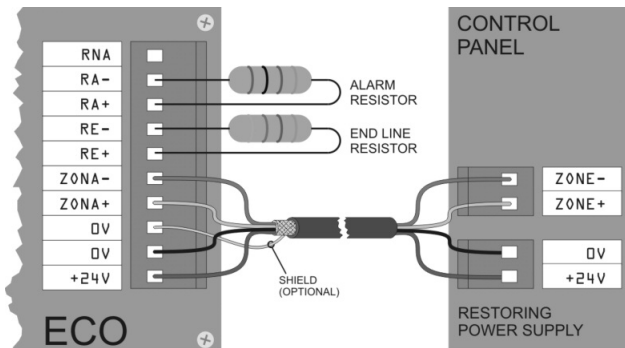 RNA
RA-
RA+
RE-
RE+
ZONA-
ZONA+
0V
0V
+24V
ECO
ALARM
RESISTOR
END LINE
RESISTOR
SHIELD
(OPTIONAL)
CONTROL
PANEL
ZONE-
ZONE+
0V
+24V
RESTORING
POWER SUPPLY